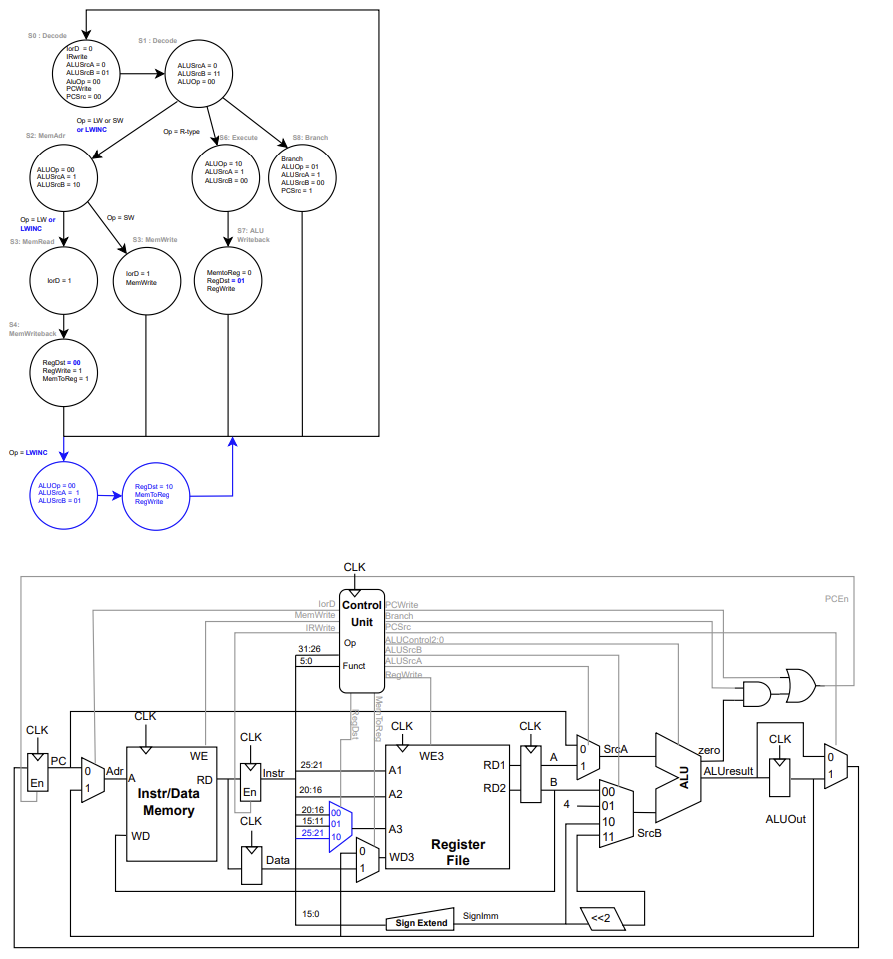 S0 : Decode
IorD = 0
IRwrite
ALUSrcA = 0
ALUSrcB = 01
AluOp = 00
PCWrite
PCSrc = 00
S1 : Decode
ALUSrcA = 0
ALUSrcB = 11
ALUOp = 00
Op = LW or SW
or LWINC
Op = R-type
S2: MemAdr
ALUOp = 00
ALUSrcA = 1
ALUSrcB = 10
S6: Execute
ALUOp = 10
ALUSrcA = 1
ALUSrcB = 00
S8: Branch
Branch
ALUOp = 01
ALUSrcA = 1
ALUSrcB = 00
PCSrc = 1
Op = LW or
LWINC
Op = SW
S3: MemRead
IorD = 1
S3: MemWrite
IorD = 1
MemWrite
S7: ALU
Writeback
MemtoReg = 0
RegDst = 01
RegWrite
S4:
MemWriteback
RegDst = 00
RegWrite = 1
MemToReg = 1
Op = LWINC
ALUOp = 00
ALUSrcA = 1
ALUSrcB = 01
RegDst = 10
MemToReg
RegWrite
CLK
IorD
MemWrite
IRWrite
Control
Unit
Op
Funct
31:26
5:0
PCWrite
Branch
PCSrc
ALUControl2:0
ALUSrcB
ALUSrcA
RegWrite
RegDst
MemToReg
PCEn
CLK
PC
En
0
1
Adr
CLK
WE
A
RD
Instr/Data
Memory
WD
CLK
Instr
En
CLK
Data
25:21
20:16
20:16
15:11
25:21
00
01
10
0
1
15:0
CLK
WE3
A1
A2
A3
WD3
RD1
RD2
Register
File
Sign Extend
SignImm
<<2
CLK
A
B
4
0
1
SrcA
00
01
10
11
SrcB
ALU
zero
ALUresult
CLK
ALUOut
0
1